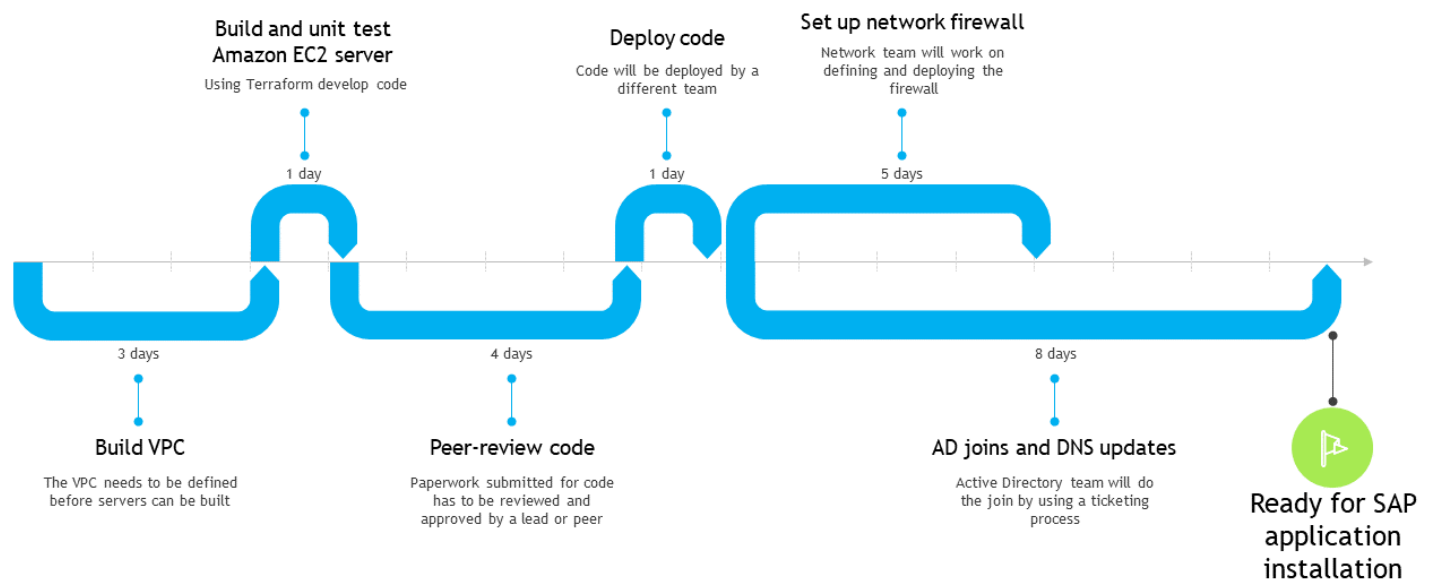 Build and unit test
Amazon EC2 server
Using Terraform develop code
1 day
Deploy code
Code will be deployed by a
different team
1 day
Set up network firewall
Network team will work on
defining and deploying the
firewall
5 days
3 days
Build VPC
The VPC needs to be defined
before servers can be built
4 days
Peer-review code
Paperwork submitted for code
has to be reviewed and
approved by a lead or peer
8 days
AD joins and DNS updates
Active Directory team will do
the join by using a ticketing
process
Ready for SAP
application
installation